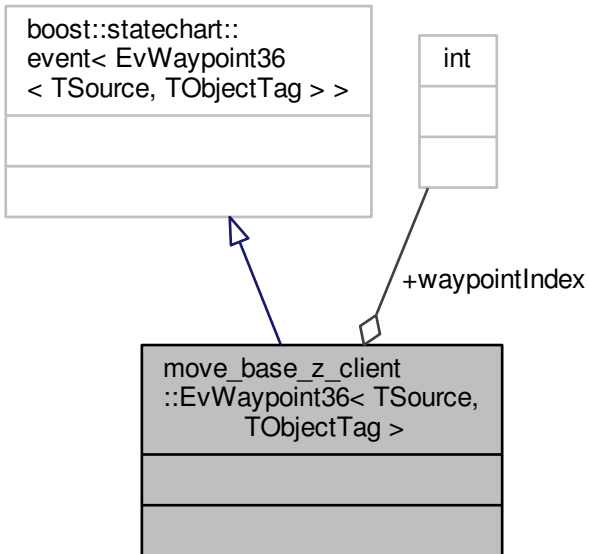 boost::statechart::
event< EvWaypoint36
< TSource, TObjectTag > >
int
+waypointIndex
move_base_z_client
::EvWaypoint36< TSource,
TObjectTag >